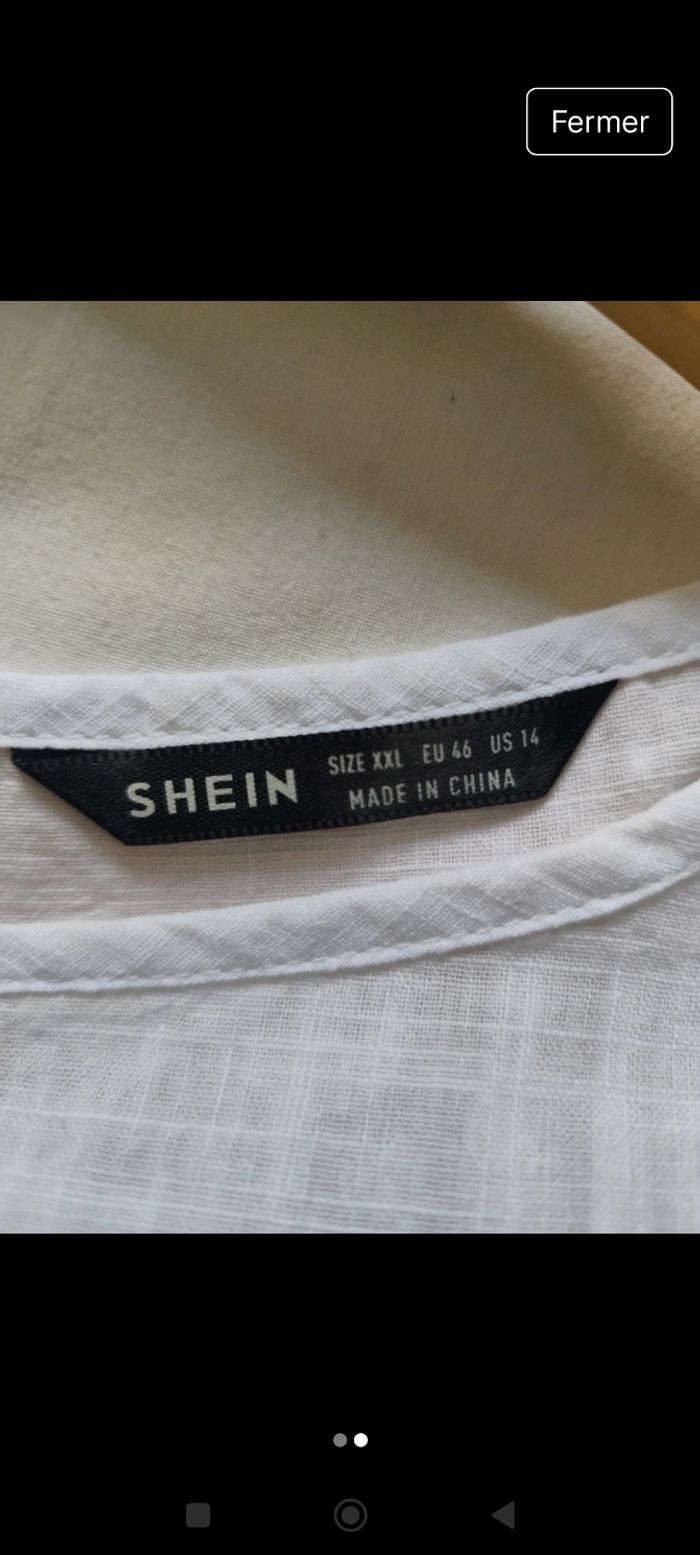 Fermer
SHEIN
SIZE XXL EU 46 US 14
MADE IN CHINA